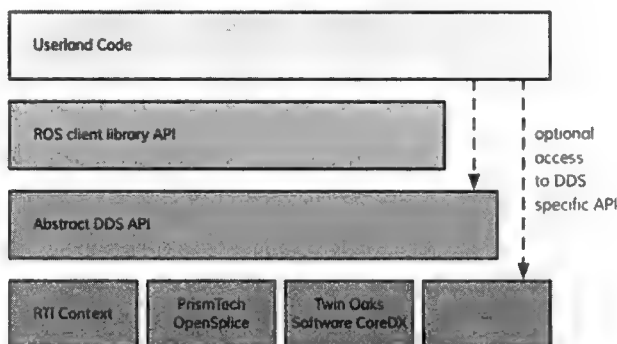 Userland Code
ROS client library API
optional
access
to DDS
specific API
Abstract DDS API
RTI Context
PrismTech
OpenSplice
Twin Oaks
Software CoreDX
...